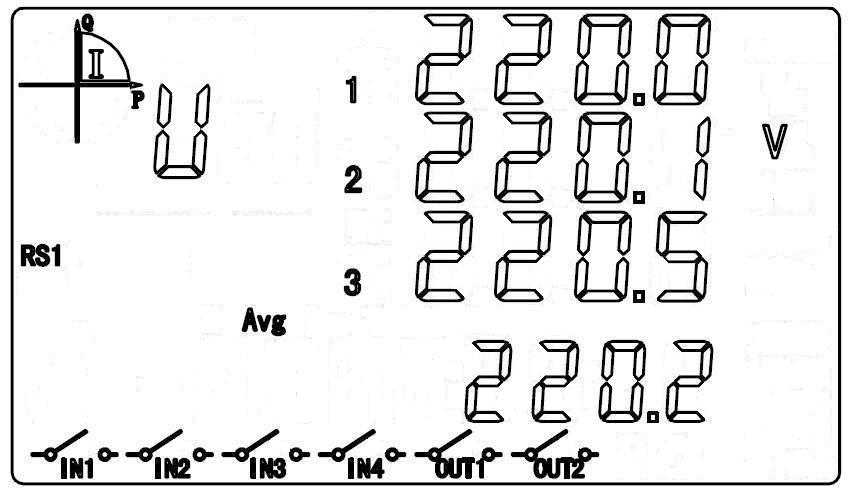 Q
I
P
U
1 220.0
2 220.1 V
3 220.5
RS1
Avg
220.2
IN1 IN2 IN3 IN4 OUT1 OUT2